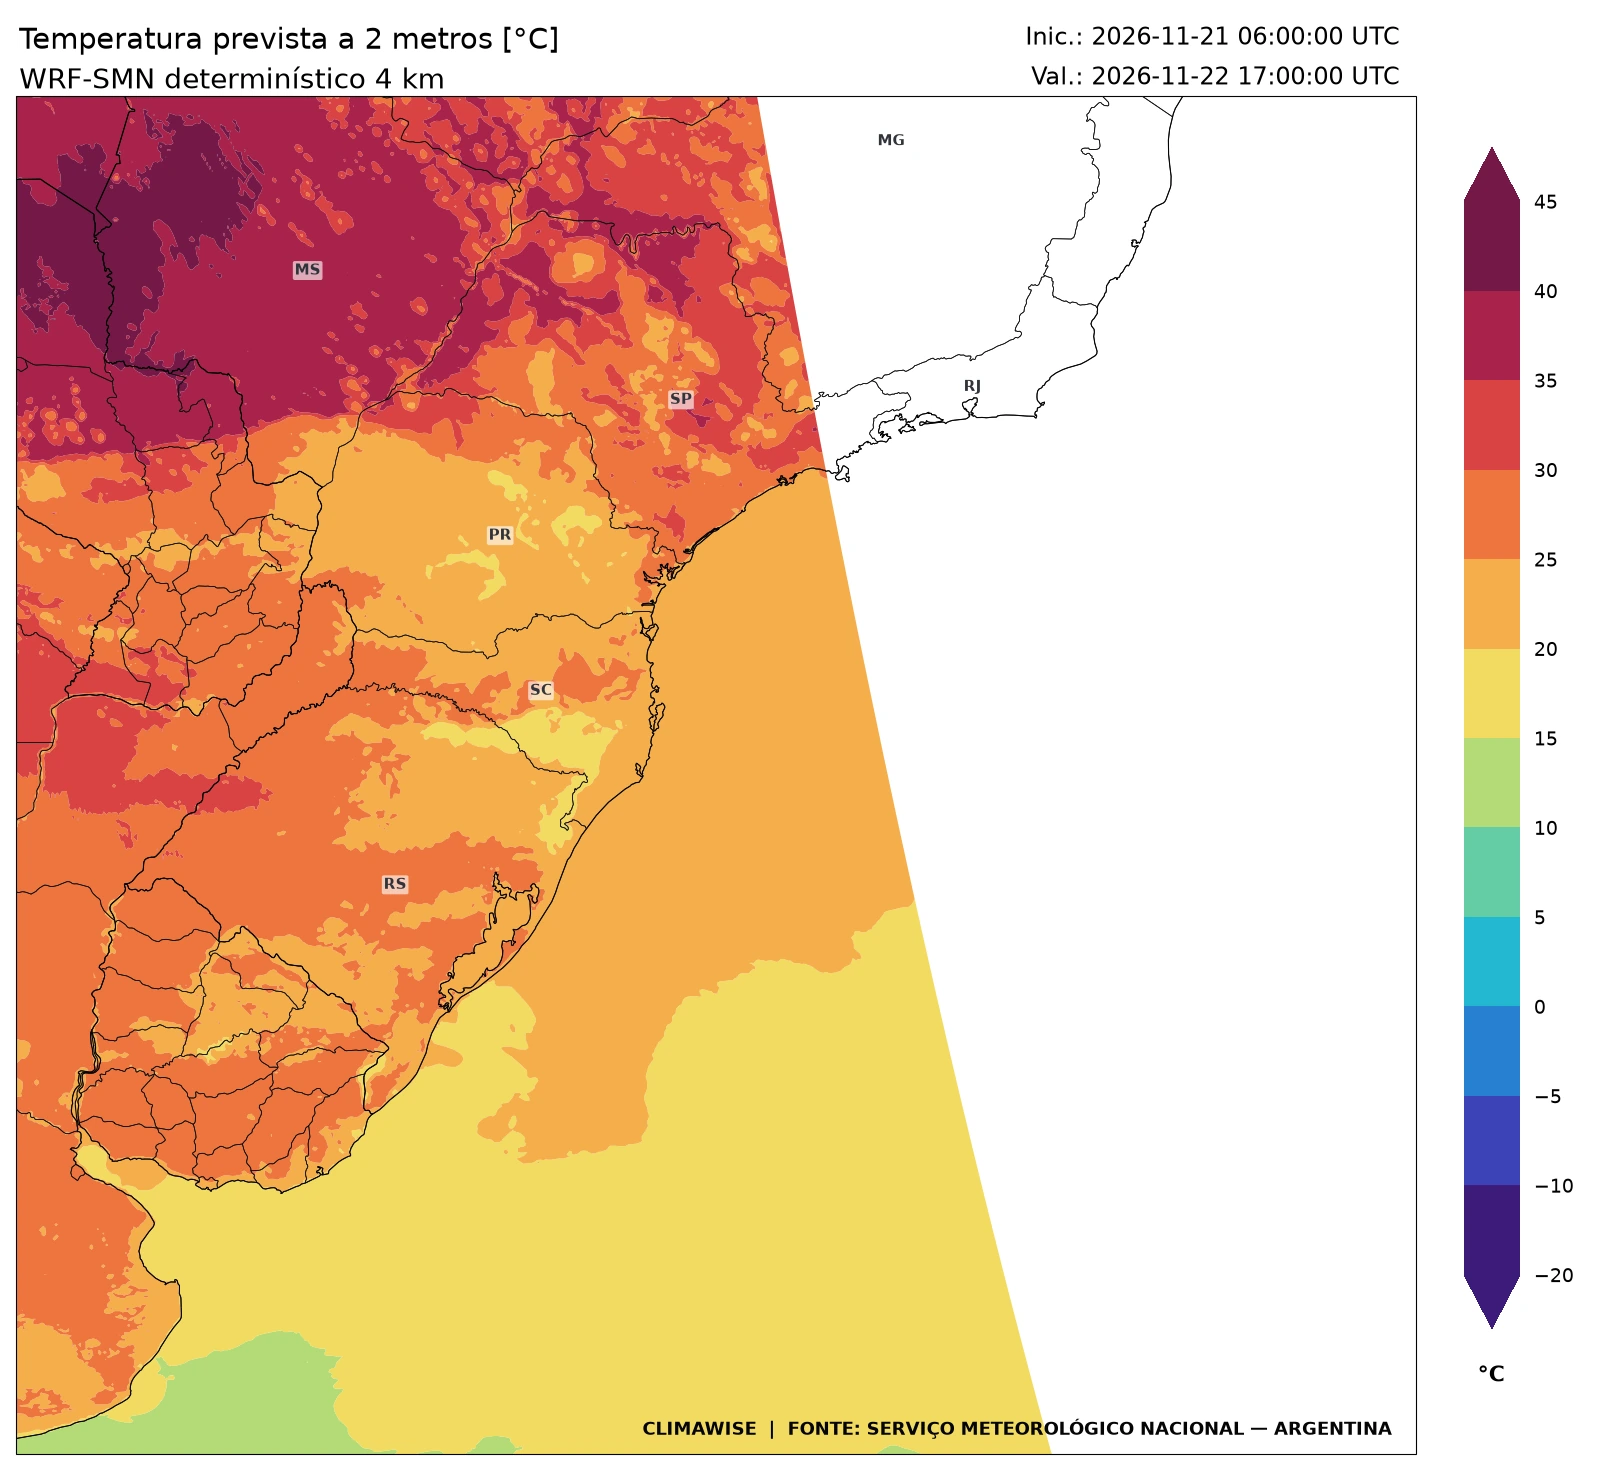 Temperatura prevista a 2 metros [°C]
WRF-SMN determinístico 4 km
Inic.: 2026-11-21 06:00:00 UTC
Val.: 2026-11-22 17:00:00 UTC
MG
MS
RJ
SP
PR
SC
RS
45
40
35
30
25
20
15
10
5
0
−5
−10
−20
°C
CLIMAWISE | FONTE: SERVIÇO METEOROLÓGICO NACIONAL — ARGENTINA